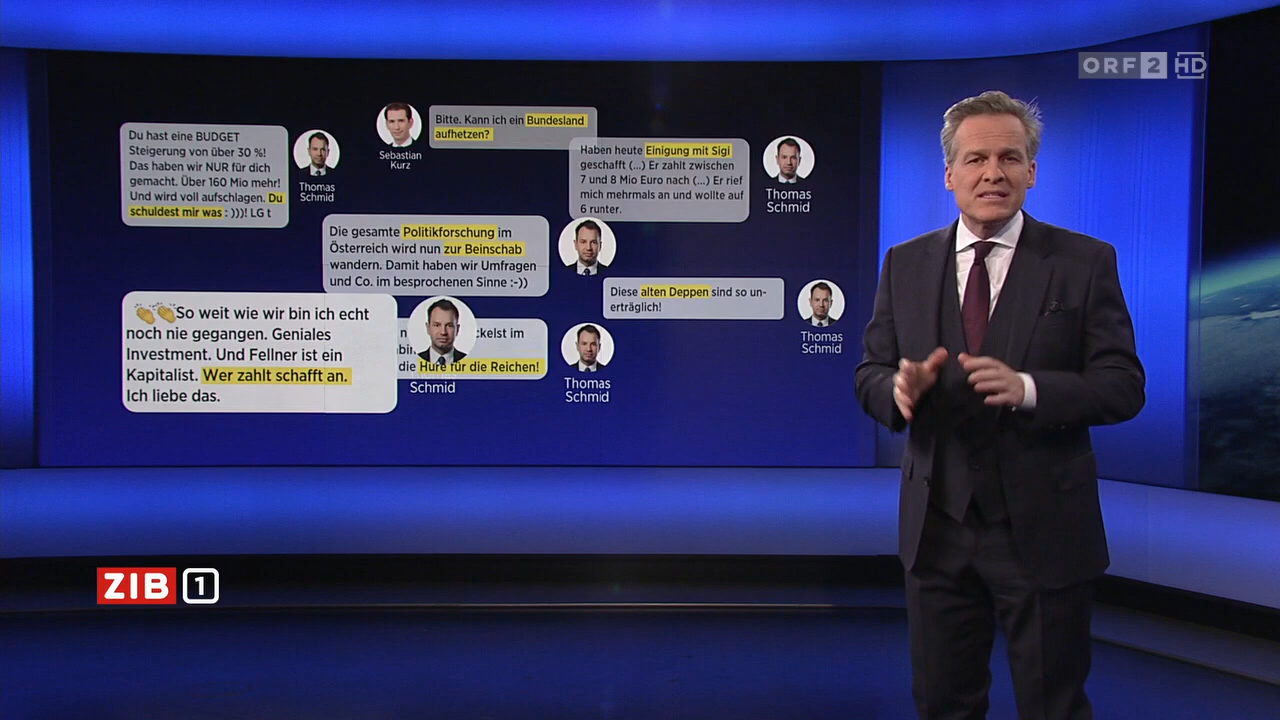 ORF 2 HD
Du hast eine BUDGET
Steigerung von über 30 %!
Das haben wir NUR für dich
gemacht. Über 160 Mio mehr!
Und wird voll aufschlagen. Du
schuldest mir was : )))! LG t
Thomas
Schmid
Sebastian
Kurz
Bitte. Kann ich ein Bundesland
aufhetzen?
Haben heute Einigung mit Sigi
geschafft (...) Er zahlt zwischen
7 und 8 Mio Euro nach (...) Er rief
mich mehrmals an und wollte auf
6 runter.
Thomas
Schmid
Die gesamte Politikforschung im
Österreich wird nun zur Beinschab
wandern. Damit haben wir Umfragen
und Co. im besprochenen Sinne :-))
Diese alten Deppen sind so un-
erträglich!
Thomas
Schmid
👏👏So weit wie wir bin ich echt
noch nie gegangen. Geniales
Investment. Und Fellner ist ein
Kapitalist. Wer zahlt schafft an.
Ich liebe das.
Schmid
ckelst im
die Hure für die Reichen!
Thomas
Schmid
ZIB 1